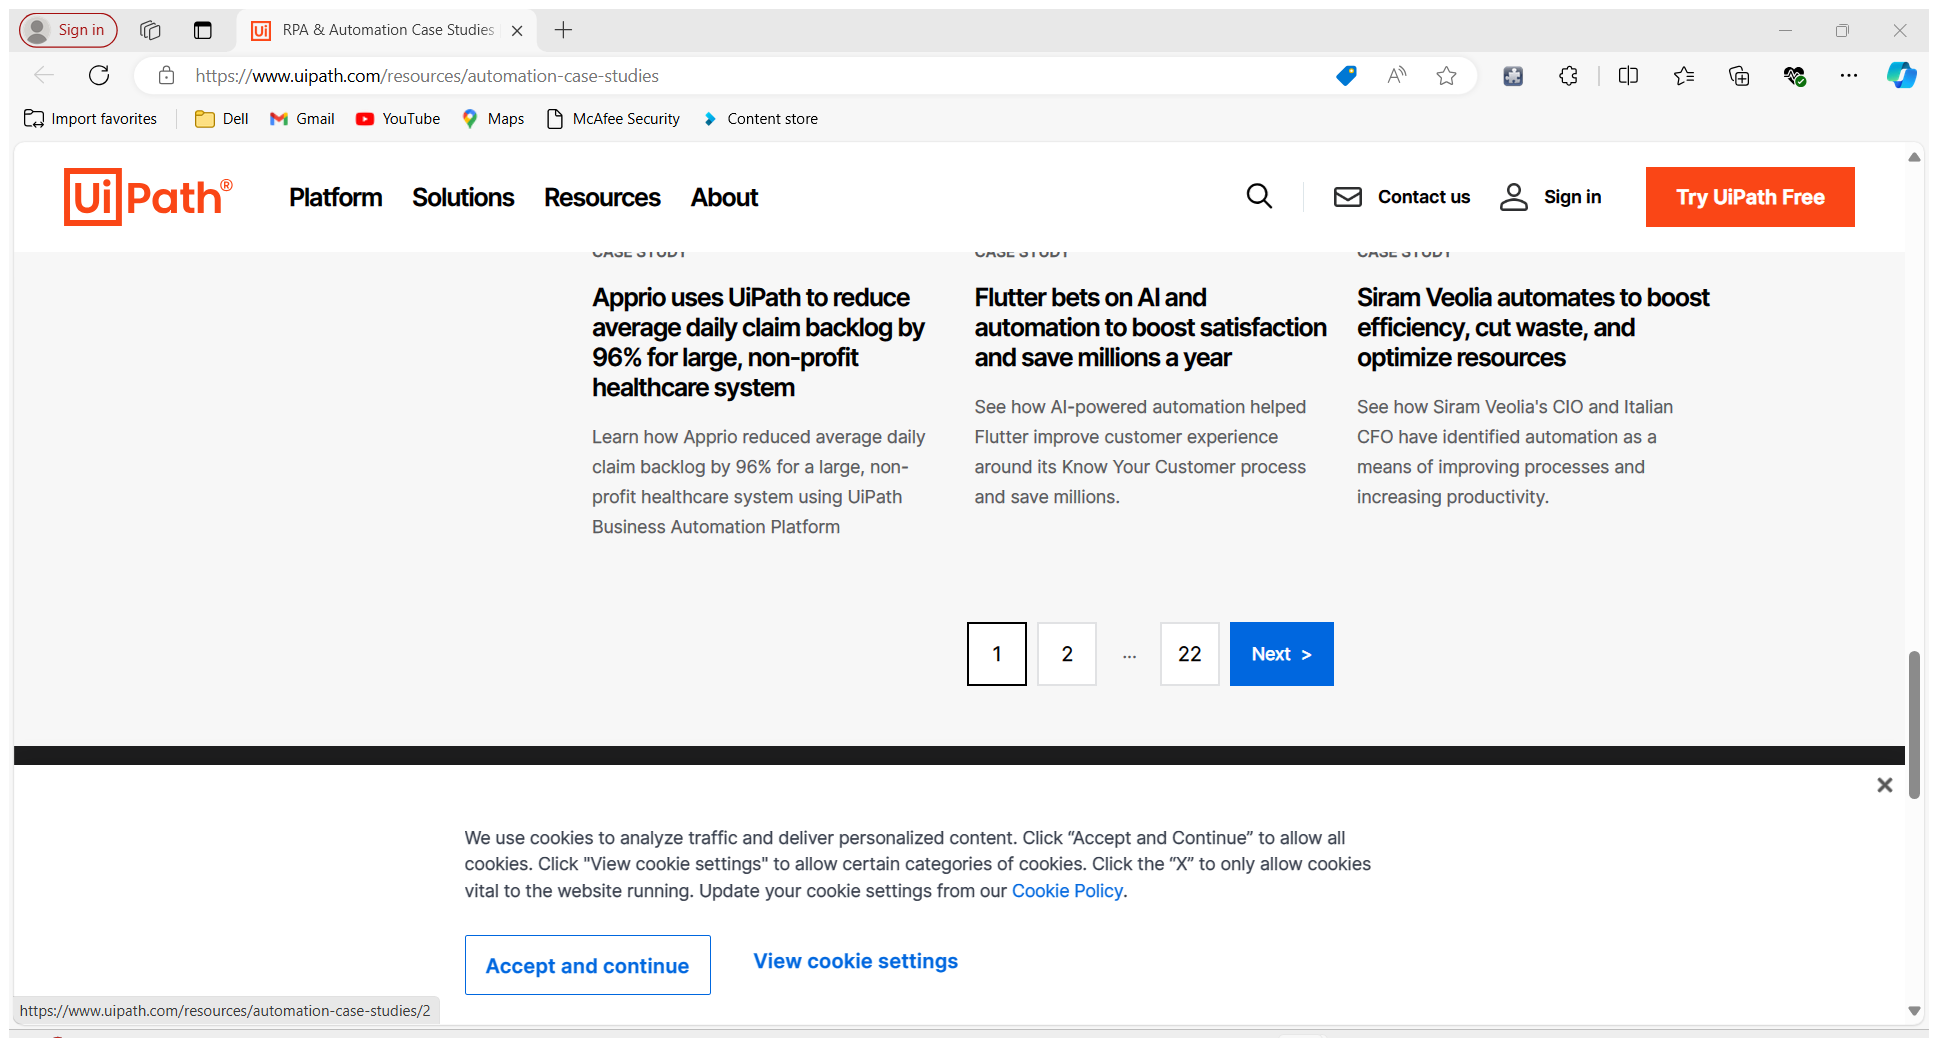 Sign in
RPA & Automation Case Studies
https://www.uipath.com/resources/automation-case-studies
Import favorites
Dell
Gmail
YouTube
Maps
McAfee Security
Content store
UiPath®
Platform
Solutions
Resources
About
Contact us
Sign in
Try UiPath Free
CASE STUDY
Apprio uses UiPath to reduce
average daily claim backlog by
96% for large, non-profit
healthcare system
Learn how Apprio reduced average daily
claim backlog by 96% for a large, non-
profit healthcare system using UiPath
Business Automation Platform
CASE STUDY
Flutter bets on AI and
automation to boost satisfaction
and save millions a year
See how AI-powered automation helped
Flutter improve customer experience
around its Know Your Customer process
and save millions.
CASE STUDY
Siram Veolia automates to boost
efficiency, cut waste, and
optimize resources
See how Siram Veolia's CIO and Italian
CFO have identified automation as a
means of improving processes and
increasing productivity.
1
2
...
22
Next >
We use cookies to analyze traffic and deliver personalized content. Click “Accept and Continue” to allow all
cookies. Click "View cookie settings" to allow certain categories of cookies. Click the “X” to only allow cookies
vital to the website running. Update your cookie settings from our Cookie Policy.
Accept and continue
View cookie settings
https://www.uipath.com/resources/automation-case-studies/2